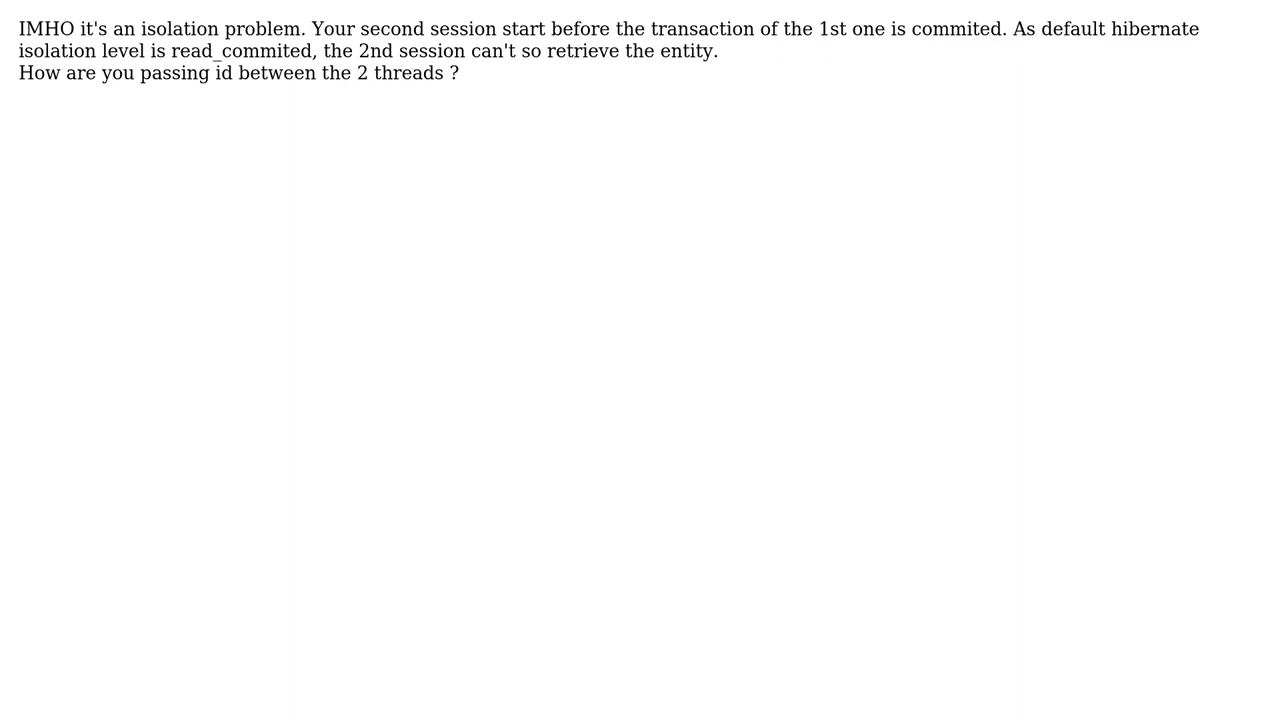 IMHO it's an isolation problem. Your second session start before the transaction of the 1st one is commited. As default hibernate
isolation level is read_commited, the 2nd session can't so retrieve the entity.
How are you passing id between the 2 threads ?